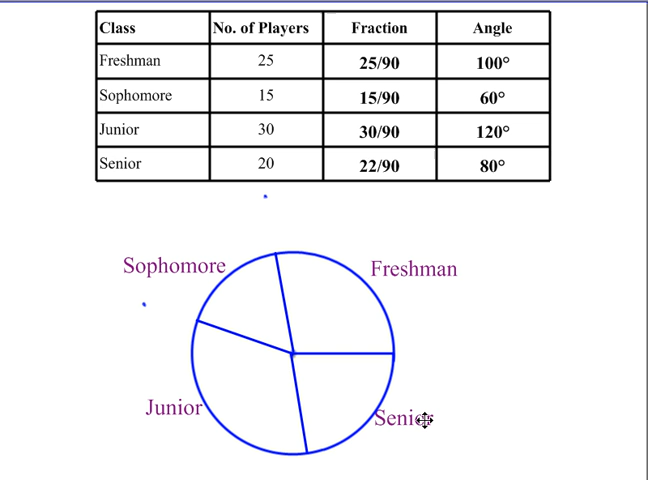 Class No. of Players Fraction Angle
Freshman 25 25/90 100°
Sophomore 15 15/90 60°
Junior 30 30/90 120°
Senior 20 22/90 80°
Sophomore Freshman
Junior Senior